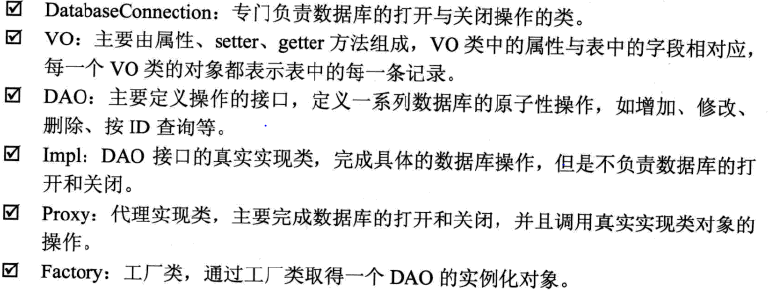 ☑ DatabaseConnection：专门负责数据库的打开与关闭操作的类。
☑ VO：主要由属性、setter、getter 方法组成，VO 类中的属性与表中的字段相对应，
每一个 VO 类的对象都表示表中的每一条记录。
☑ DAO：主要定义操作的接口，定义一系列数据库的原子性操作，如增加、修改、
删除、按 ID 查询等。
☑ Impl：DAO 接口的真实实现类，完成具体的数据库操作，但是不负责数据库的打
开和关闭。
☑ Proxy：代理实现类，主要完成数据库的打开和关闭，并且调用真实实现类对象的
操作。
☑ Factory：工厂类，通过工厂类取得一个 DAO 的实例化对象。